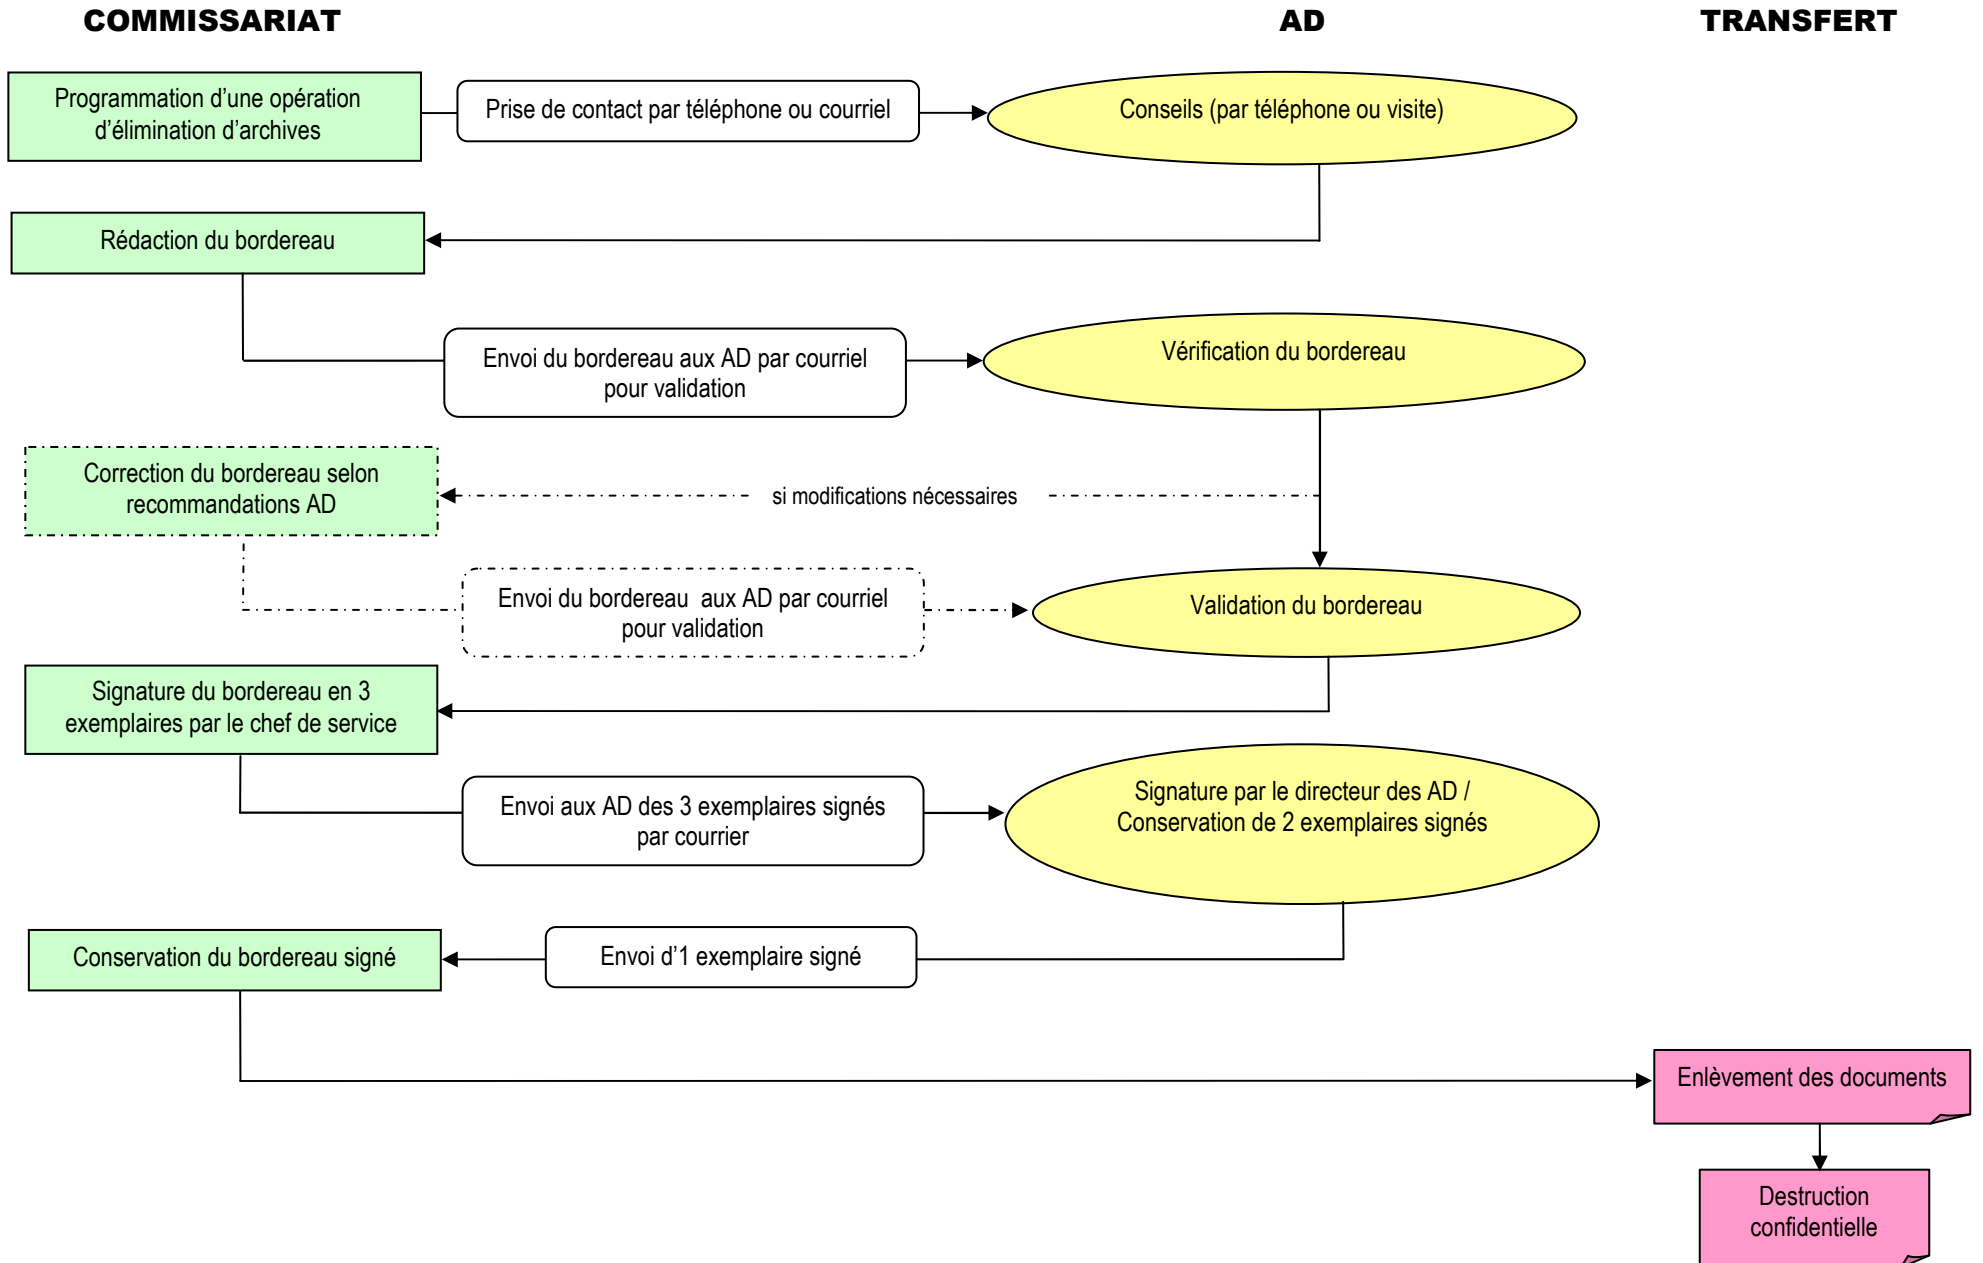 COMMISSARIAT
AD
TRANSFERT
Programmation d’une opération
d’élimination d’archives
Prise de contact par téléphone ou courriel
Conseils (par téléphone ou visite)
Rédaction du bordereau
Envoi du bordereau aux AD par courriel
pour validation
Vérification du bordereau
Correction du bordereau selon
recommandations AD
si modifications nécessaires
Envoi du bordereau  aux AD par courriel
pour validation
Validation du bordereau
Signature du bordereau en 3
exemplaires par le chef de service
Envoi aux AD des 3 exemplaires signés
par courrier
Signature par le directeur des AD /
Conservation de 2 exemplaires signés
Conservation du bordereau signé
Envoi d’1 exemplaire signé
Enlèvement des documents
Destruction
confidentielle